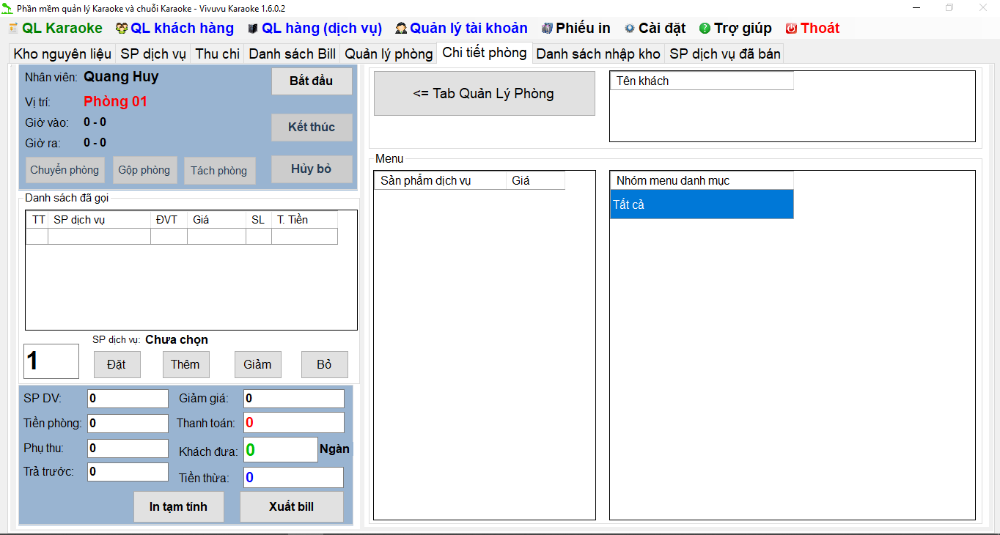 Phần mềm quản lý Karaoke và chuỗi Karaoke - Vivuvu Karaoke 1.6.0.2
QL Karaoke QL khách hàng QL hàng (dịch vụ) Quản lý tài khoản Phiếu in Cài đặt Trợ giúp Thoát
Kho nguyên liệu SP dịch vụ Thu chi Danh sách Bill Quản lý phòng Chi tiết phòng Danh sách nhập kho SP dịch vụ đã bán
Nhân viên: Quang Huy
Bắt đầu
Vị trí: Phòng 01
Giờ vào: 0 - 0
Kết thúc
Giờ ra: 0 - 0
Chuyển phòng Gộp phòng Tách phòng Hủy bỏ
Danh sách đã gọi
TT SP dịch vụ ĐVT Giá SL T. Tiền
SP dịch vụ: Chưa chọn
1 Đặt Thêm Giảm Bỏ
SP DV: 0 Giảm giá: 0
Tiền phòng: 0 Thanh toán: 0
Phụ thu: 0 Khách đưa: 0 Ngàn
Trả trước: 0 Tiền thừa: 0
In tạm tính Xuất bill
<= Tab Quản Lý Phòng
Tên khách
Menu
Sản phẩm dịch vụ Giá
Nhóm menu danh mục
Tất cả